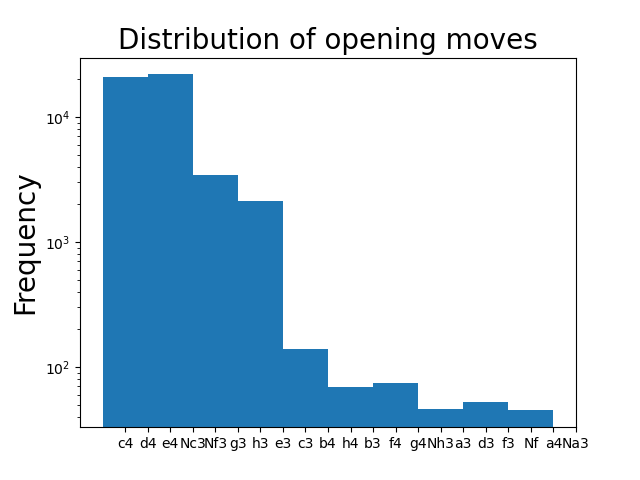 Distribution of opening moves
Frequency
10⁴
10³
10²
c4 d4 e4 Nc3 Nf3 g3 h3 e3 c3 b4 h4 b3 f4 g4 Nh3 a3 d3 f3 Nf a4 Na3